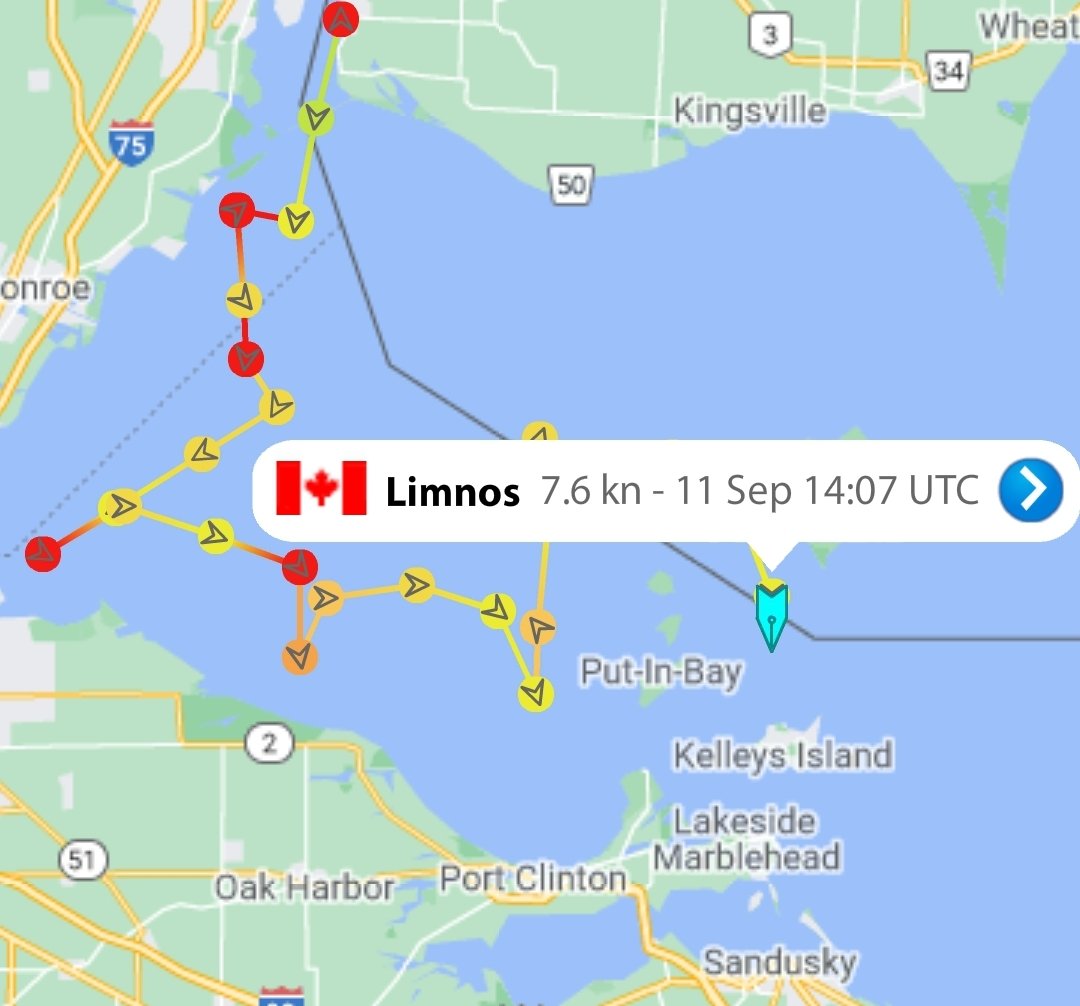 3
Wheat
34
Kingsville
75
50
onroe
Limnos 7.6 kn - 11 Sep 14:07 UTC
Put-In-Bay
2
Kelleys Island
Lakeside
Marblehead
51
Oak Harbor
Port Clinton
Sandusky